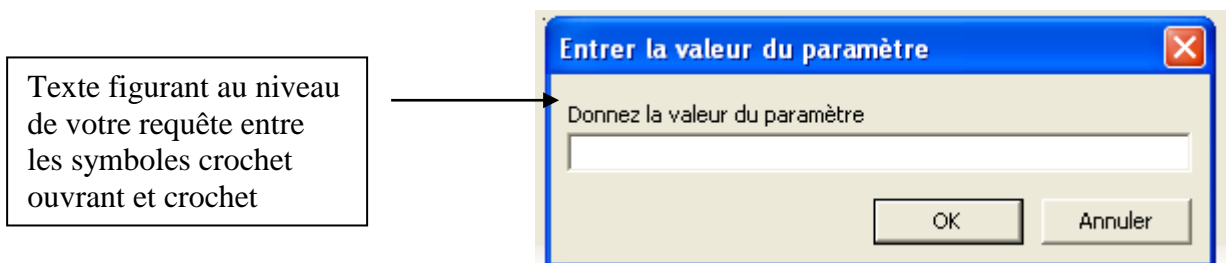 Texte figurant au niveau
de votre requête entre
les symboles crochet
ouvrant et crochet
Entrer la valeur du paramètre
Donnez la valeur du paramètre
OK
Annuler